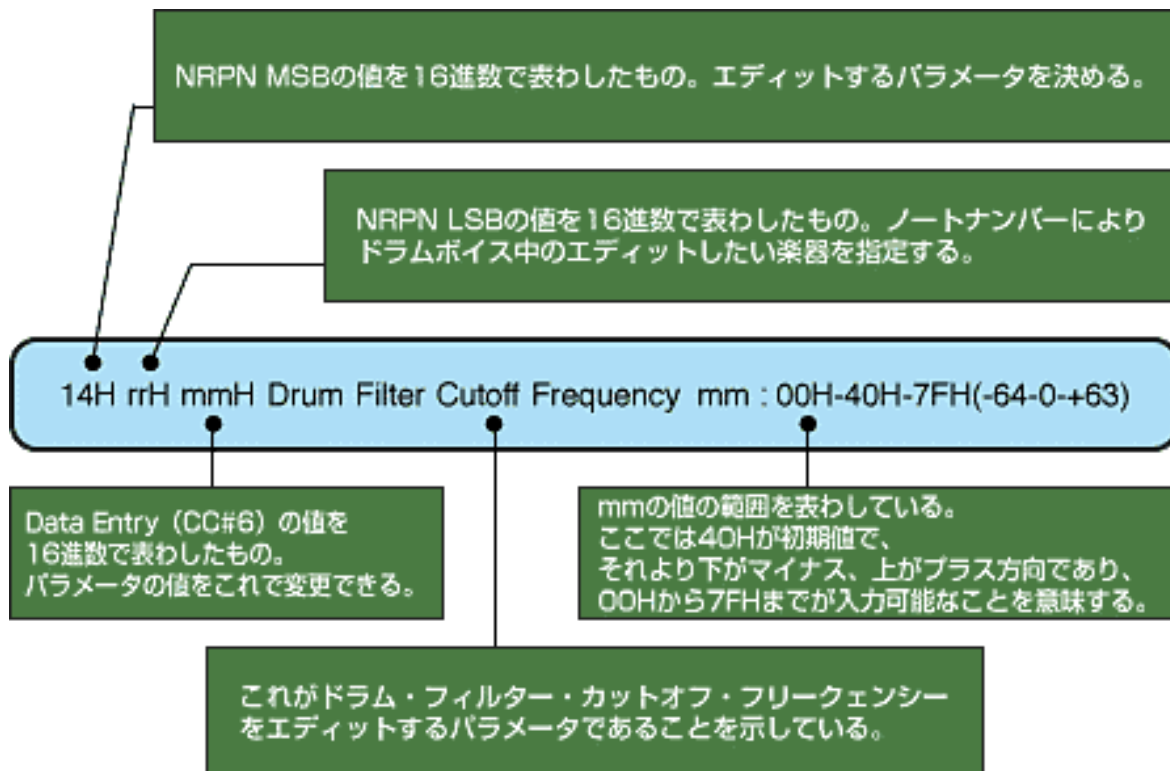 NRPN MSBの値を16進数で表わしたもの。エディットするパラメータを決める。
NRPN LSBの値を16進数で表わしたもの。ノートナンバーにより
ドラムボイス中のエディットしたい楽器を指定する。
14H rrH mmH Drum Filter Cutoff Frequency mm : 00H-40H-7FH(-64-0-+63)
Data Entry（CC#6）の値を
16進数で表わしたもの。
パラメータの値をこれで変更できる。
mmの値の範囲を表わしている。
ここでは40Hが初期値で、
それより下がマイナス、上がプラス方向であり、
00Hから7FHまでが入力可能なことを意味する。
これがドラム・フィルター・カットオフ・フリークェンシー
をエディットするパラメータであることを示している。